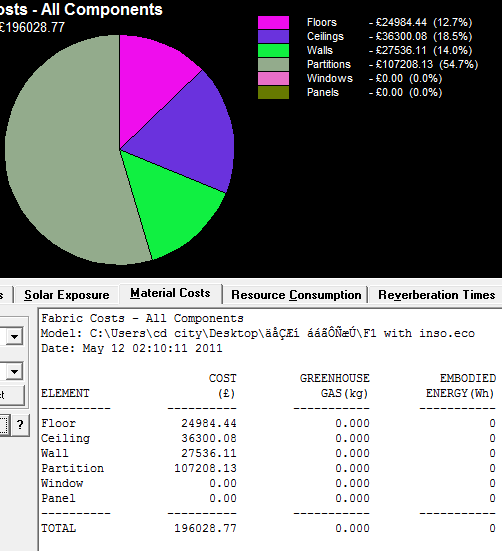 osts - All Components
£196028.77
Floors - £24984.44 (12.7%)
Ceilings - £36300.08 (18.5%)
Walls - £27536.11 (14.0%)
Partitions - £107208.13 (54.7%)
Windows - £0.00 (0.0%)
Panels - £0.00 (0.0%)
s Solar Exposure Material Costs Resource Consumption Reverberation Times
Fabric Costs - All Components
Model: C:\Users\cd city\Desktop\äåÇÆí ááãÔÑæÚ\F1 with inso.eco
Date: May 12 02:10:11 2011
COST GREENHOUSE EMBODIED
ELEMENT (£) GAS(kg) ENERGY(Wh)
---------- ---------- ----------- -----------
Floor 24984.44 0.000 0
Ceiling 36300.08 0.000 0
Wall 27536.11 0.000 0
Partition 107208.13 0.000 0
Window 0.00 0.000 0
Panel 0.00 0.000 0
---------- ---------- ----------- -----------
TOTAL 196028.77 0.000 0
ct
?